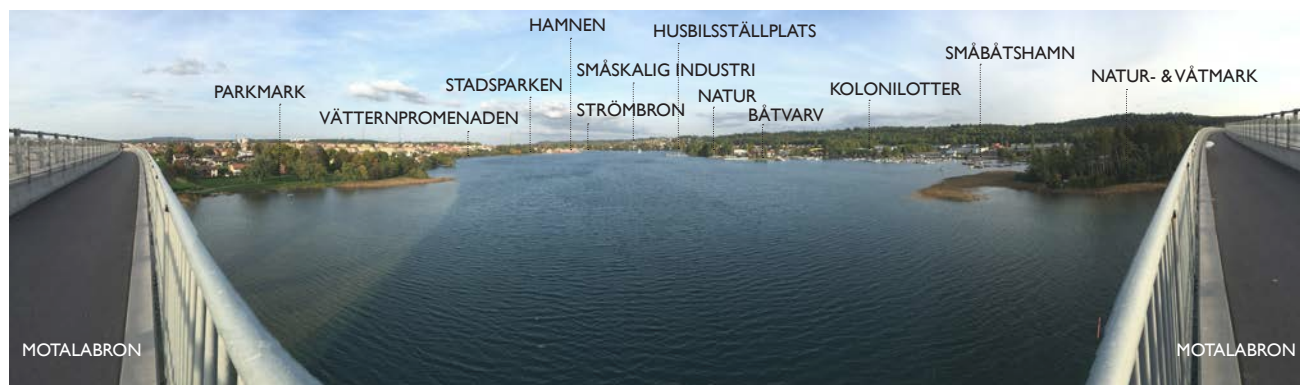 HAMNEN
HUSBILSSTÄLLPLATS
SMÅBÅTSHAMN
SMÅSKALIG INDUSTRI
NATUR- & VÅTMARK
STADSPARKEN
KOLONILOTTER
PARKMARK
NATUR
STRÖMBRON
BÅTVARV
VÄTTERNPROMENADEN
MOTALABRON
MOTALABRON